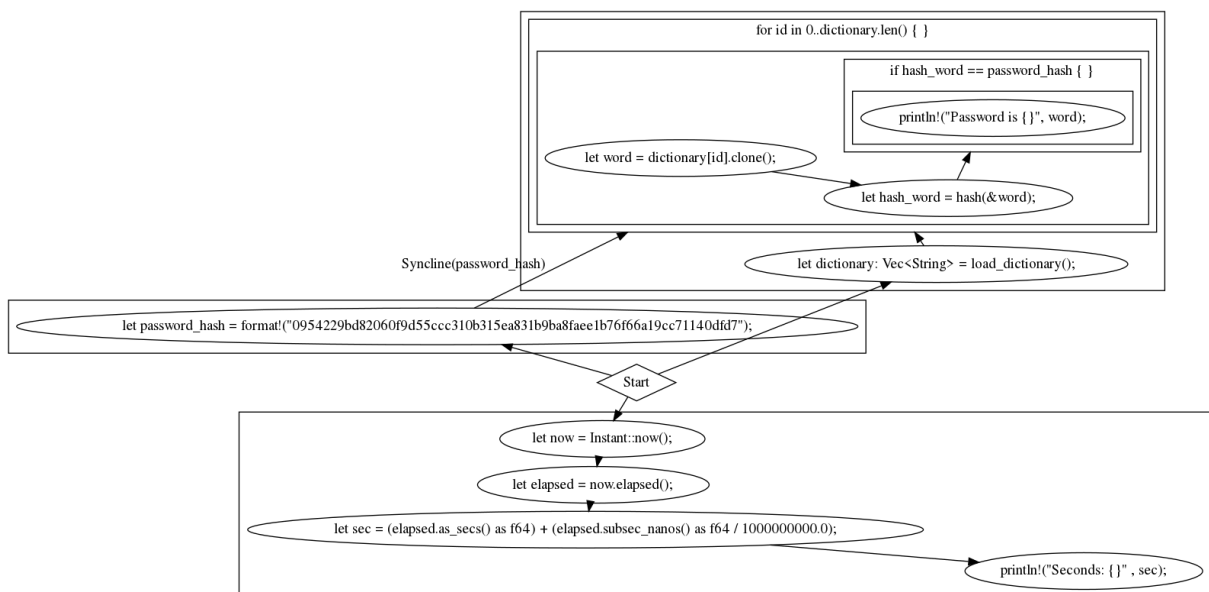 for id in 0..dictionary.len() { }
if hash_word == password_hash { }
println!("Password is {}", word);
let word = dictionary[id].clone();
let hash_word = hash(&word);
Syncline(password_hash)
let dictionary: Vec<String> = load_dictionary();
let password_hash = format!("0954229bd82060f9d55ccc310b315ea831b9ba8faee1b76f66a19cc71140dfd7");
Start
let now = Instant::now();
let elapsed = now.elapsed();
let sec = (elapsed.as_secs() as f64) + (elapsed.subsec_nanos() as f64 / 1000000000.0);
println!("Seconds: {}" , sec);